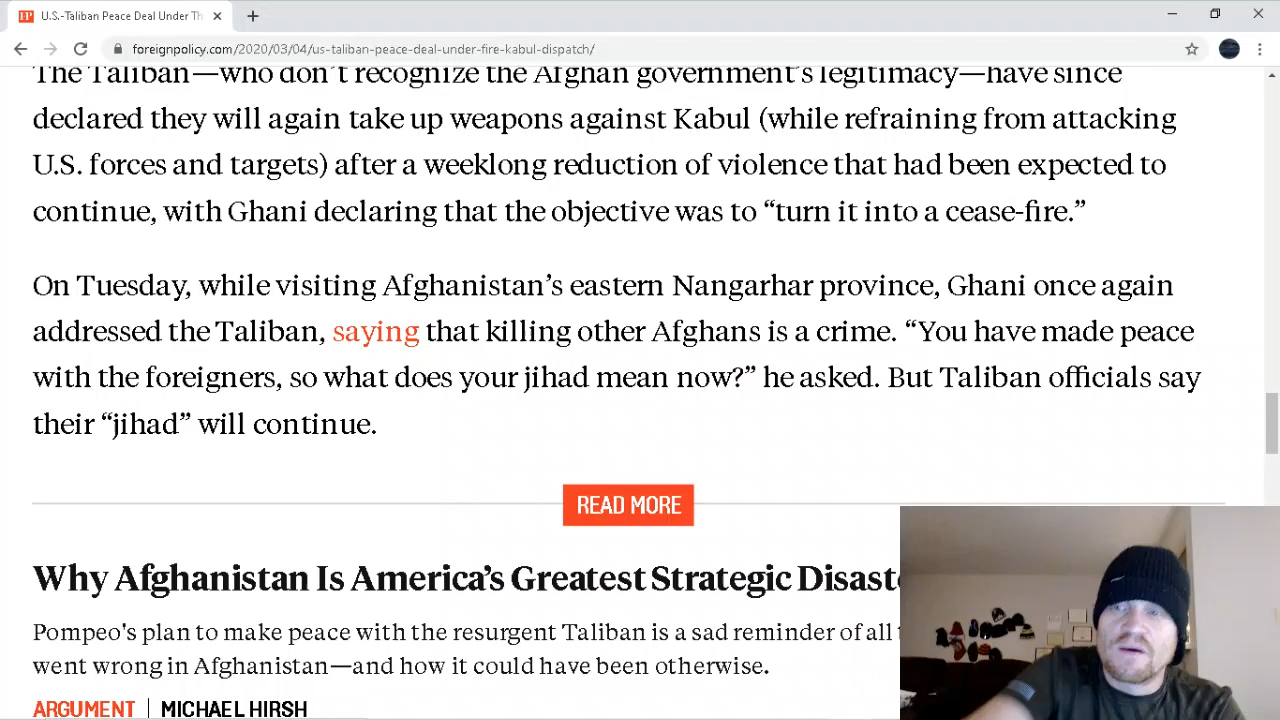 FP U.S.-Taliban Peace Deal Under Th
foreignpolicy.com/2020/03/04/us-taliban-peace-deal-under-fire-kabul-dispatch/
The Taliban—who don't recognize the Afghan government's legitimacy—have since
declared they will again take up weapons against Kabul (while refraining from attacking
U.S. forces and targets) after a weeklong reduction of violence that had been expected to
continue, with Ghani declaring that the objective was to “turn it into a cease-fire.”
On Tuesday, while visiting Afghanistan’s eastern Nangarhar province, Ghani once again
addressed the Taliban, saying that killing other Afghans is a crime. “You have made peace
with the foreigners, so what does your jihad mean now?” he asked. But Taliban officials say
their “jihad” will continue.
READ MORE
Why Afghanistan Is America’s Greatest Strategic Disast
Pompeo's plan to make peace with the resurgent Taliban is a sad reminder of all
went wrong in Afghanistan—and how it could have been otherwise.
ARGUMENT | MICHAEL HIRSH